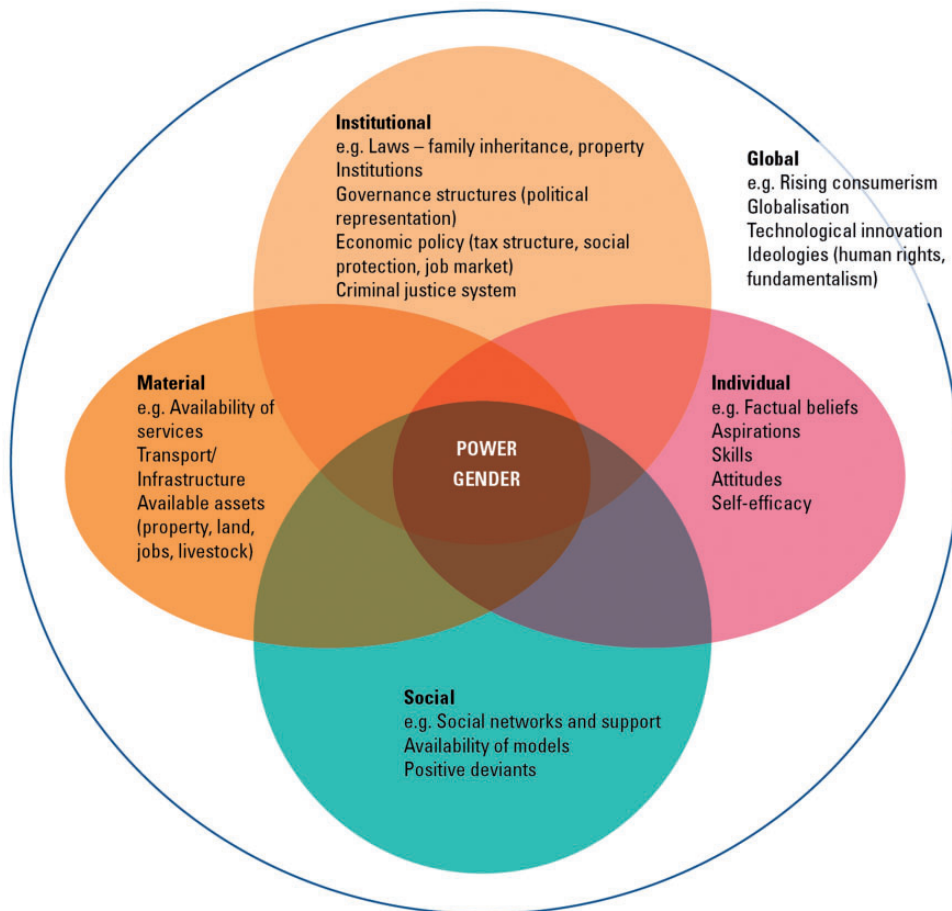 Institutional
e.g. Laws – family inheritance, property
Institutions
Governance structures (political
representation)
Economic policy (tax structure, social
protection, job market)
Criminal justice system
Global
e.g. Rising consumerism
Globalisation
Technological innovation
Ideologies (human rights,
fundamentalism)
Material
e.g. Availability of
services
Transport/
Infrastructure
Available assets
(property, land,
jobs, livestock)
POWER
GENDER
Individual
e.g. Factual beliefs
Aspirations
Skills
Attitudes
Self-efficacy
Social
e.g. Social networks and support
Availability of models
Positive deviants